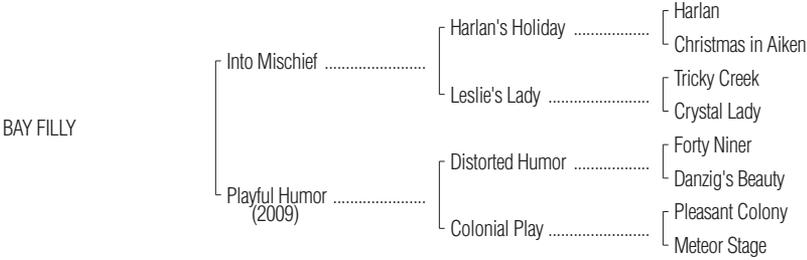 Harlan
Harlan's Holiday ..................
Christmas in Aiken
Into Mischief ........................
Tricky Creek
Leslie's Lady ........................
Crystal Lady
BAY FILLY
Forty Niner
Distorted Humor ..................
Danzig's Beauty
Playful Humor ......................
(2009)
Pleasant Colony
Colonial Play ........................
Meteor Stage